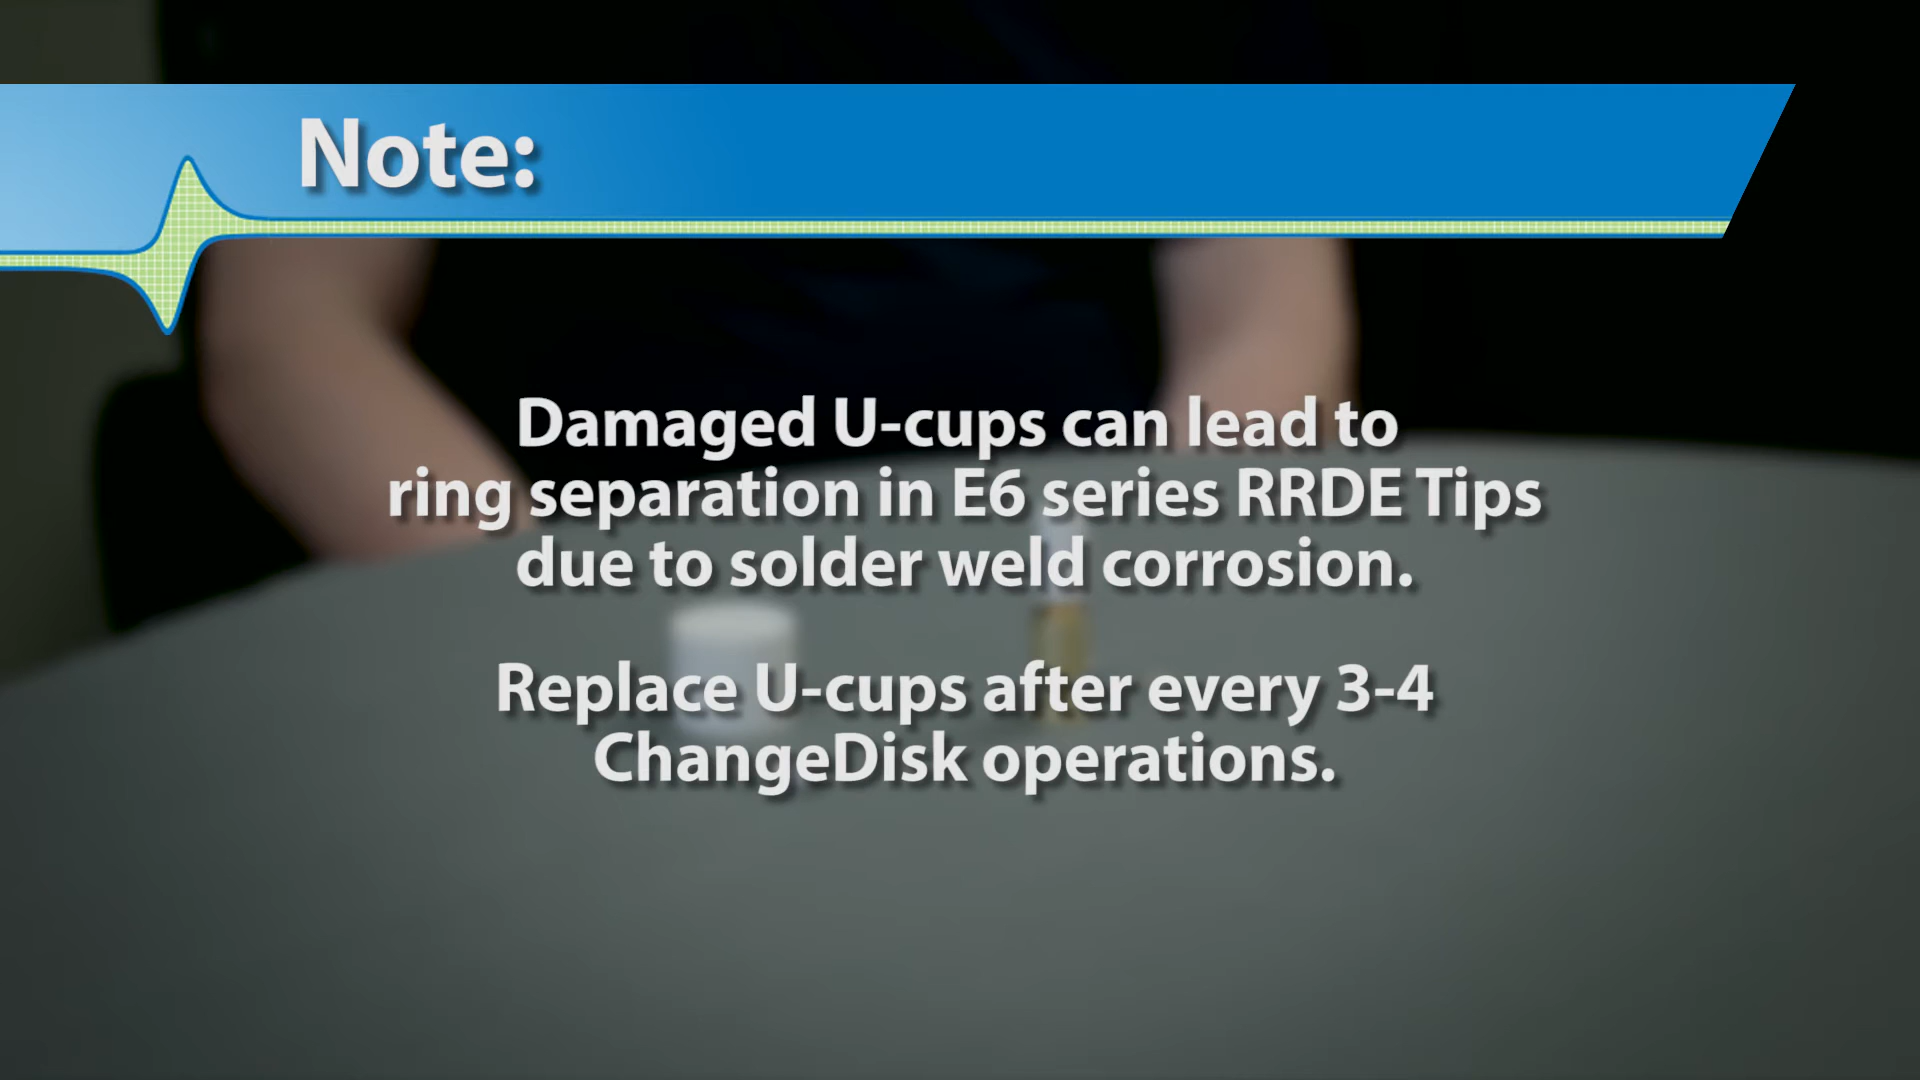 Note:
Damaged U-cups can lead to
ring separation in E6 series RRDE Tips
due to solder weld corrosion.
Replace U-cups after every 3-4
ChangeDisk operations.